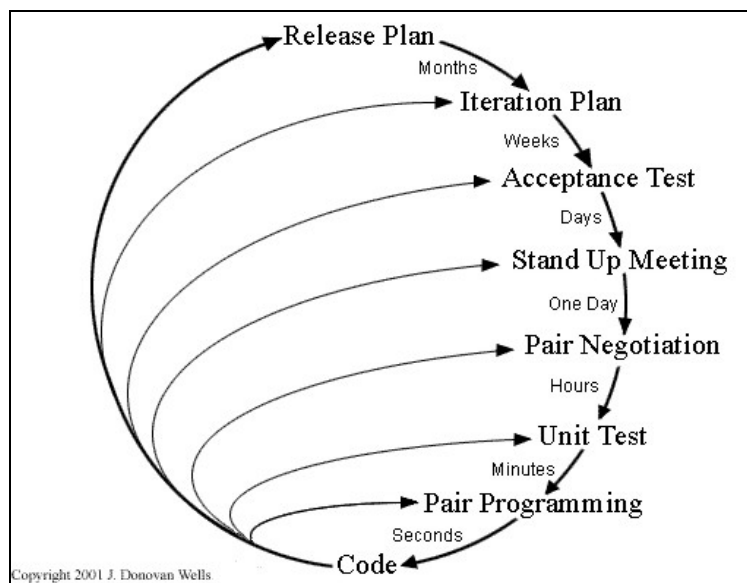 Release Plan
Months
Iteration Plan
Weeks
Acceptance Test
Days
Stand Up Meeting
One Day
Pair Negotiation
Hours
Unit Test
Minutes
Pair Programming
Seconds
Code
Copyright 2001 J. Donovan Wells